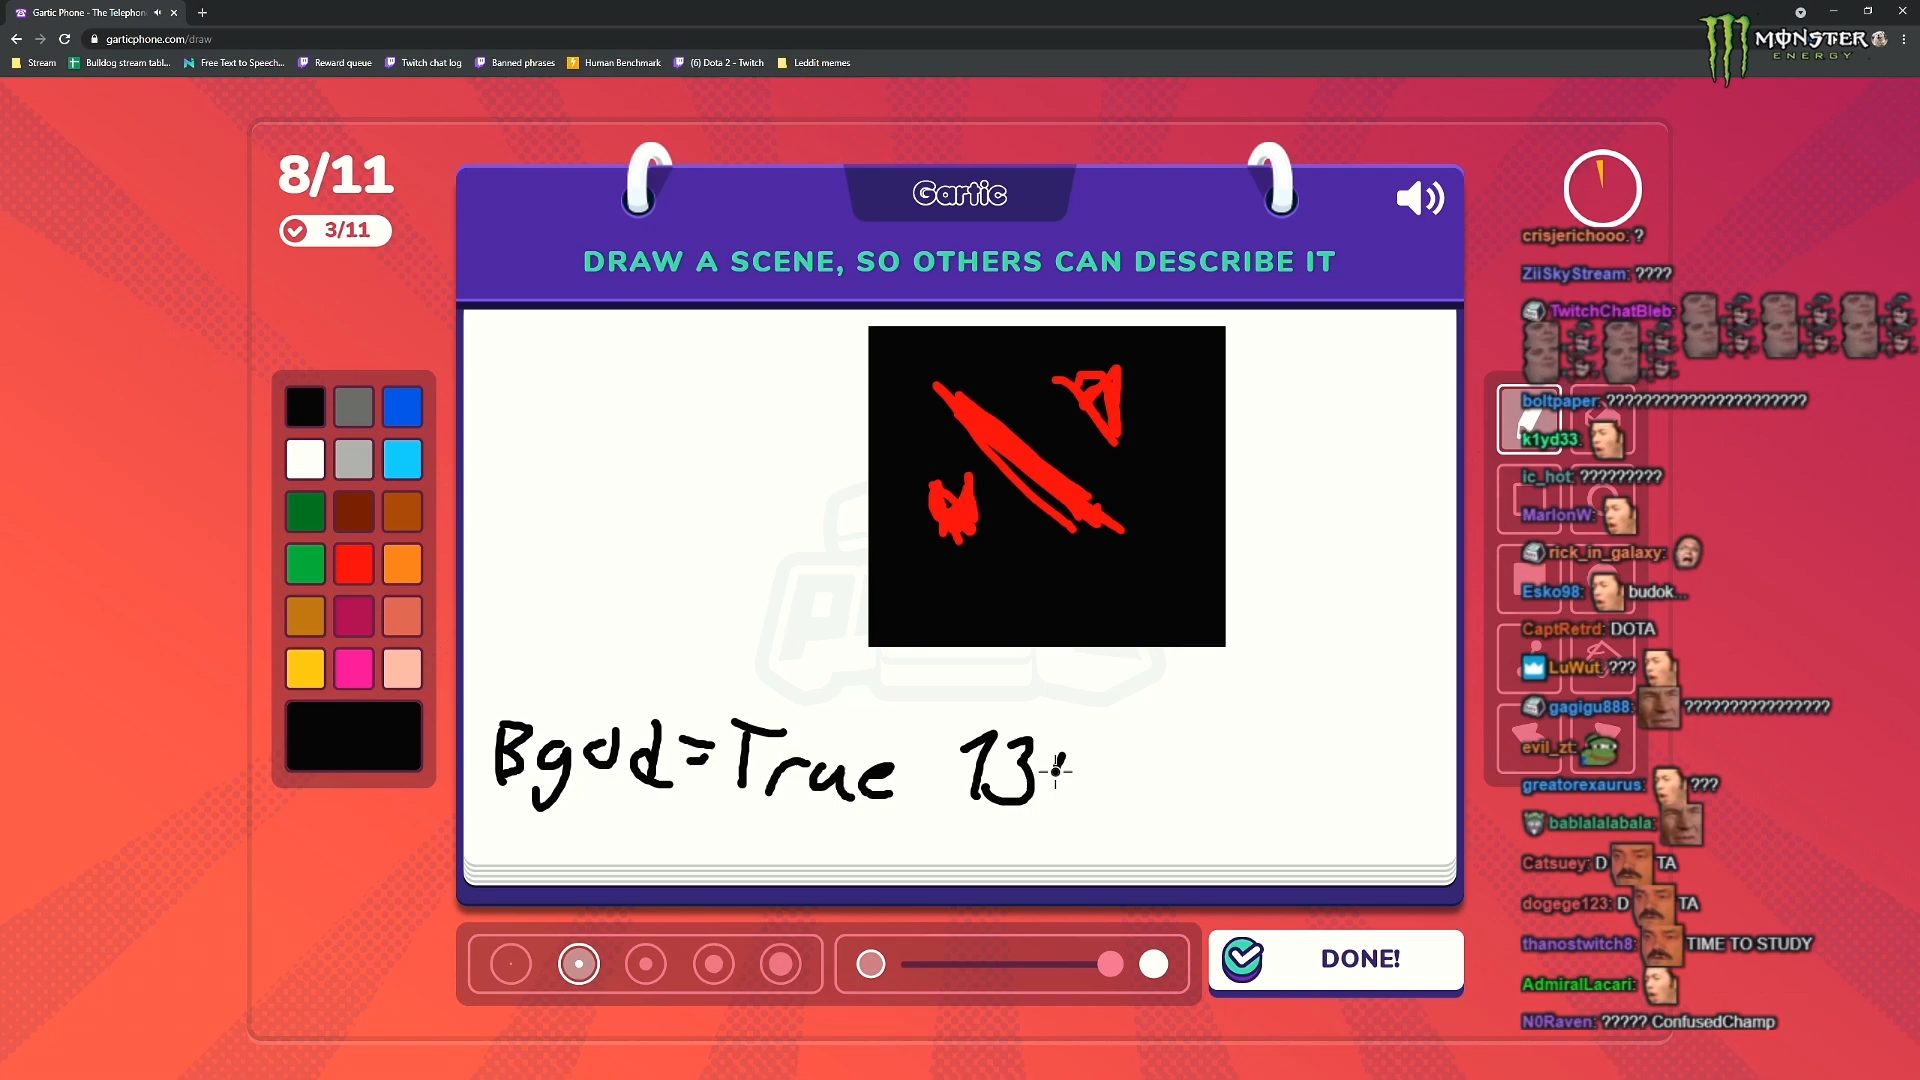 Gartic Phone - The Telephon
garticphone.com/draw
Stream Bulldog stream tabl... Free Text to Speech... Reward queue Twitch chat log Banned phrases Human Benchmark (6) Dota 2 - Twitch Leddit memes
MONSTER
ENERGY
8/11
3/11
Gartic
DRAW A SCENE, SO OTHERS CAN DESCRIBE IT
Bgod=True 13
DONE!
crisjerichooo: ?
ZiiSkyStream: ????
TwitchChatBleb:
boltpaper: ??????????????????????
k1yd33:
ic_hot: ?????????
MarlonW:
rick_in_galaxy:
Esko98: budok...
CaptRetrd: DOTA
LuWut: ???
gagigu888: ????????????????
evil_zt:
greatorexaurus: ???
bablalalabala:
Catsuey: D TA
dogege123: D TA
thanostwitch8: TIME TO STUDY
AdmiralLacari:
N0Raven: ????? ConfusedChamp